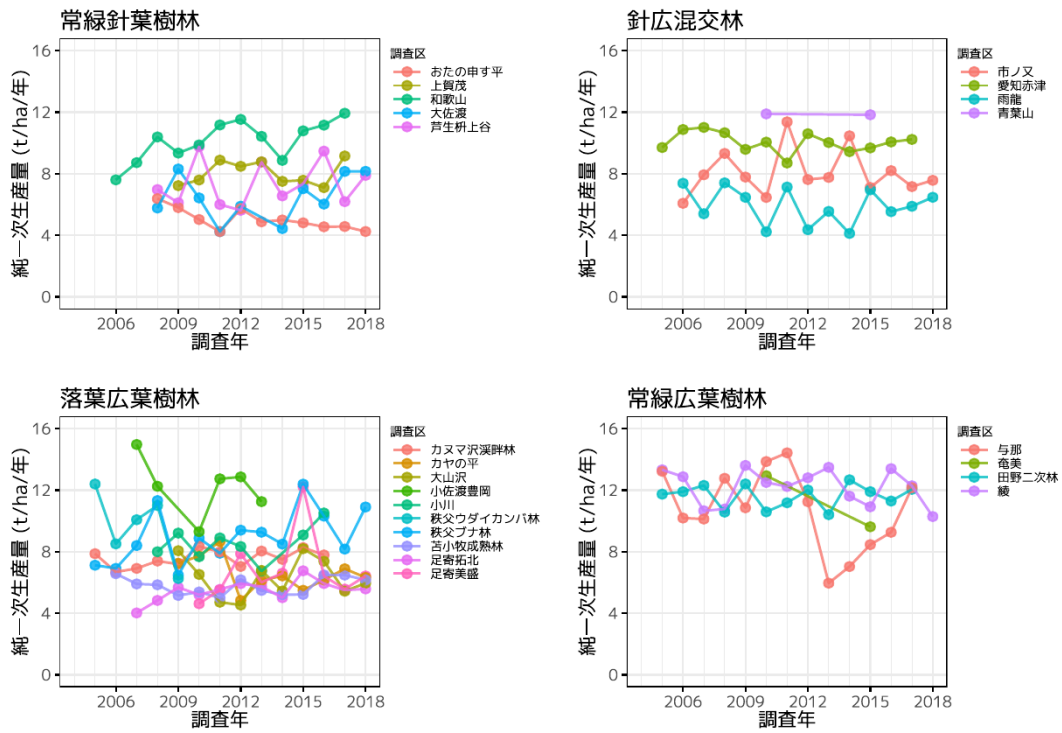 常緑針葉樹林
純一次生産量 (t/ha/年)
16
12
8
4
0
2006 2009 2012 2015 2018
調査年
調査区
おたの申す平
上賀茂
和歌山
大佐渡
芦生枡上谷
針広混交林
純一次生産量 (t/ha/年)
16
12
8
4
0
2006 2009 2012 2015 2018
調査年
調査区
市ノ又
愛知赤津
雨龍
青葉山
落葉広葉樹林
純一次生産量 (t/ha/年)
16
12
8
4
0
2006 2009 2012 2015 2018
調査年
調査区
カヌマ沢渓畔林
カヤの平
大山沢
小佐渡豊岡
小川
秩父ウダイカンバ林
秩父ブナ林
苫小牧成熟林
足寄拓北
足寄美盛
常緑広葉樹林
純一次生産量 (t/ha/年)
16
12
8
4
0
2006 2009 2012 2015 2018
調査年
調査区
与那
奄美
田野二次林
綾